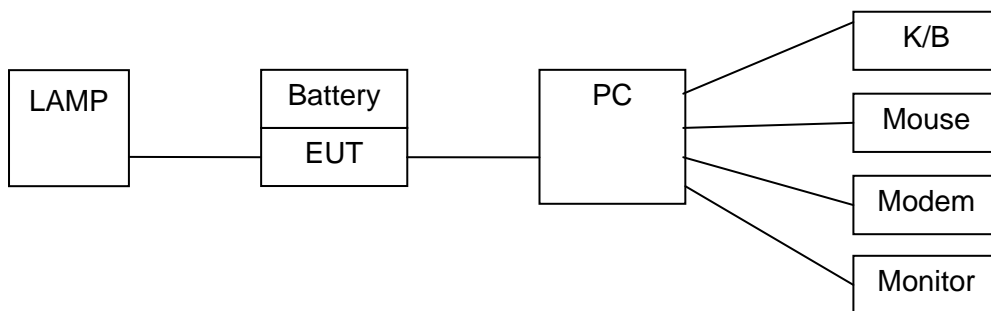 LAMP
Battery
EUT
PC
K/B
Mouse
Modem
Monitor